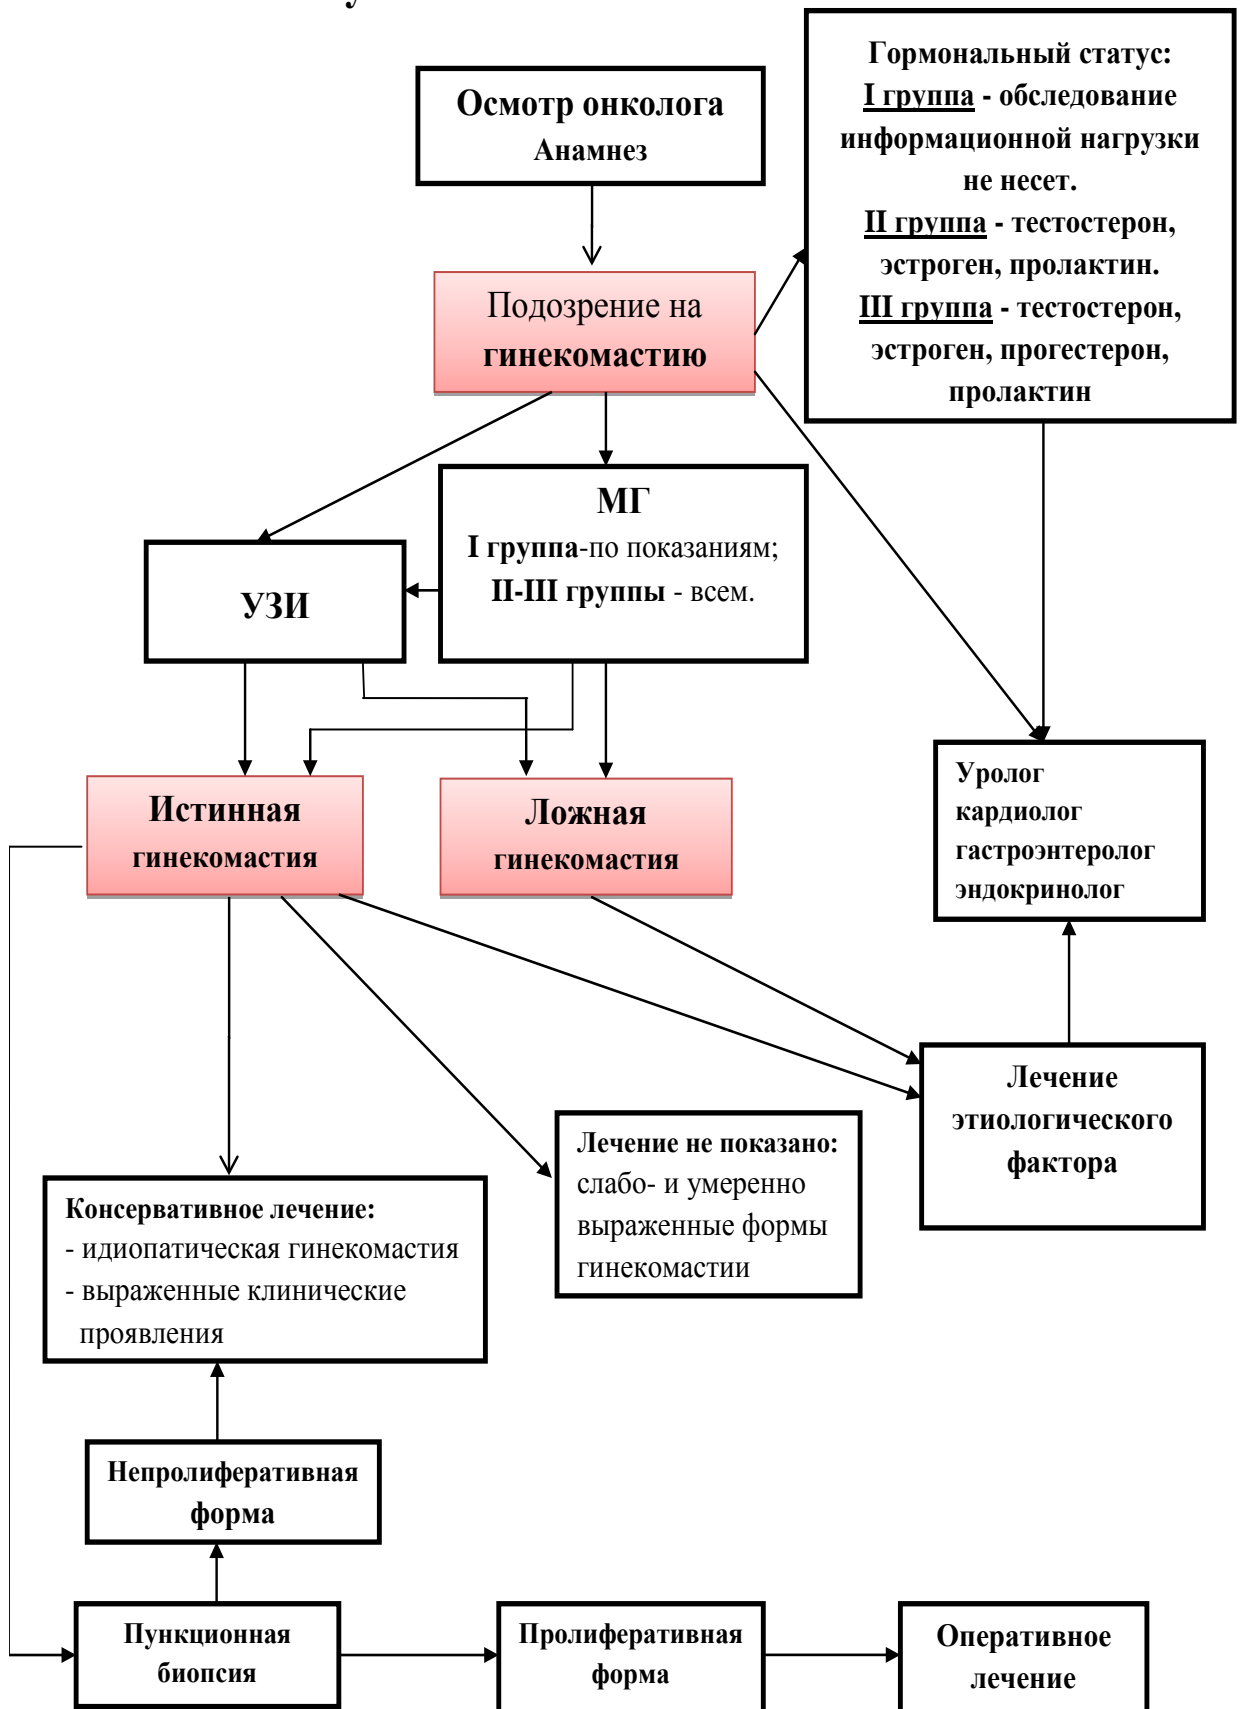 Осмотр онколога
Анамнез
Гормональный статус:
I группа - обследование
информационной нагрузки
не несет.
II группа - тестостерон,
эстроген, пролактин.
III группа - тестостерон,
эстроген, прогестерон,
пролактин
Подозрение на
гинекомастию
МГ
I группа-по показаниям;
II-III группы - всем.
УЗИ
Истинная
гинекомастия
Ложная
гинекомастия
Уролог
кардиолог
гастроэнтеролог
эндокринолог
Лечение
этиологического
фактора
Лечение не показано:
слабо- и умеренно
выраженные формы
гинекомастии
Консервативное лечение:
- идиопатическая гинекомастия
- выраженные клинические
проявления
Непролиферативная
форма
Пункционная
биопсия
Пролиферативная
форма
Оперативное
лечение